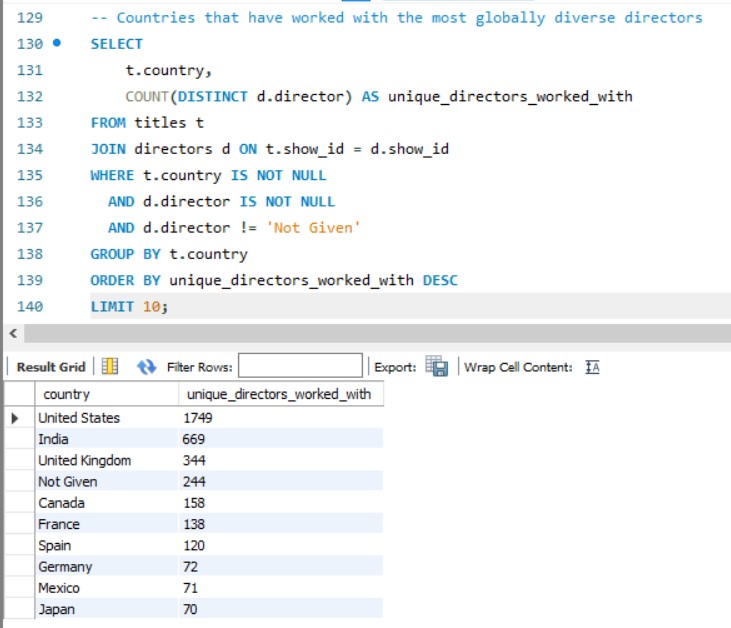 129 -- Countries that have worked with the most globally diverse directors
130 SELECT
131 t.country,
132 COUNT(DISTINCT d.director) AS unique_directors_worked_with
133 FROM titles t
134 JOIN directors d ON t.show_id = d.show_id
135 WHERE t.country IS NOT NULL
136 AND d.director IS NOT NULL
137 AND d.director != 'Not Given'
138 GROUP BY t.country
139 ORDER BY unique_directors_worked_with DESC
140 LIMIT 10;
Result Grid Filter Rows: Export: Wrap Cell Content: IA
country unique_directors_worked_with
United States 1749
India 669
United Kingdom 344
Not Given 244
Canada 158
France 138
Spain 120
Germany 72
Mexico 71
Japan 70